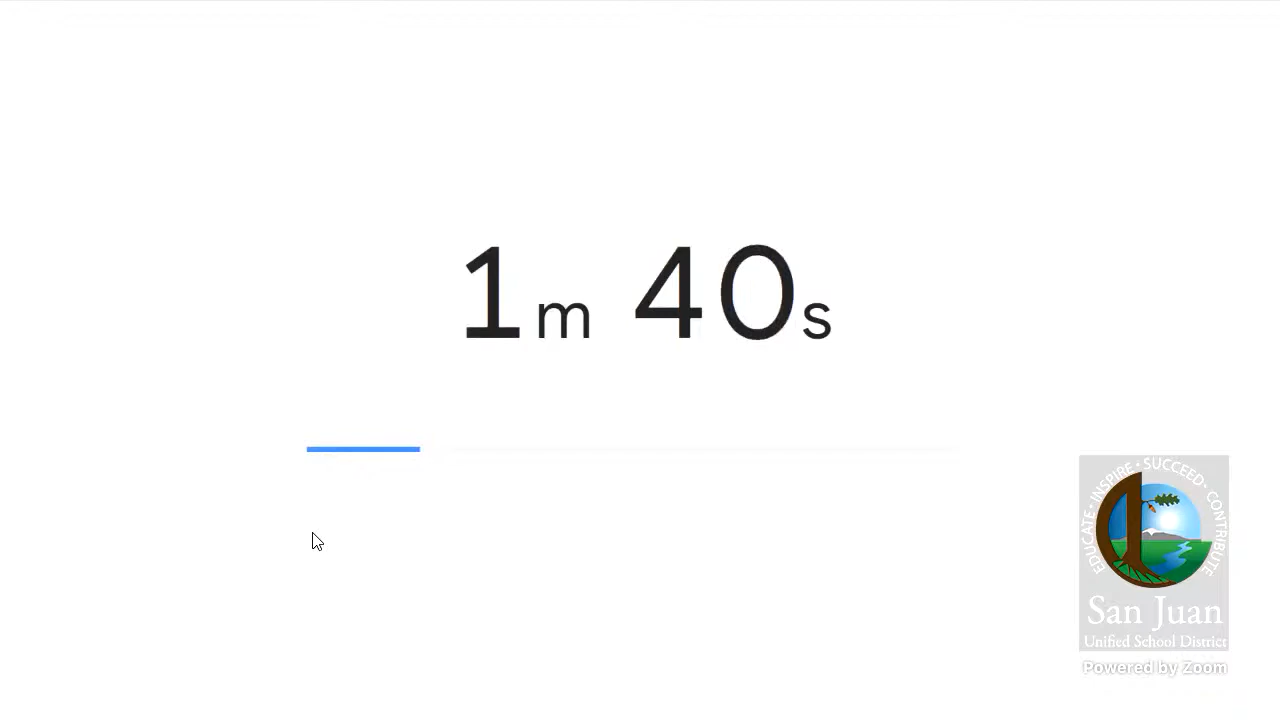 1m 40s
EDUCATE • INSPIRE • SUCCEED • CONTRIBUTE
San Juan
Unified School District
Powered by Zoom